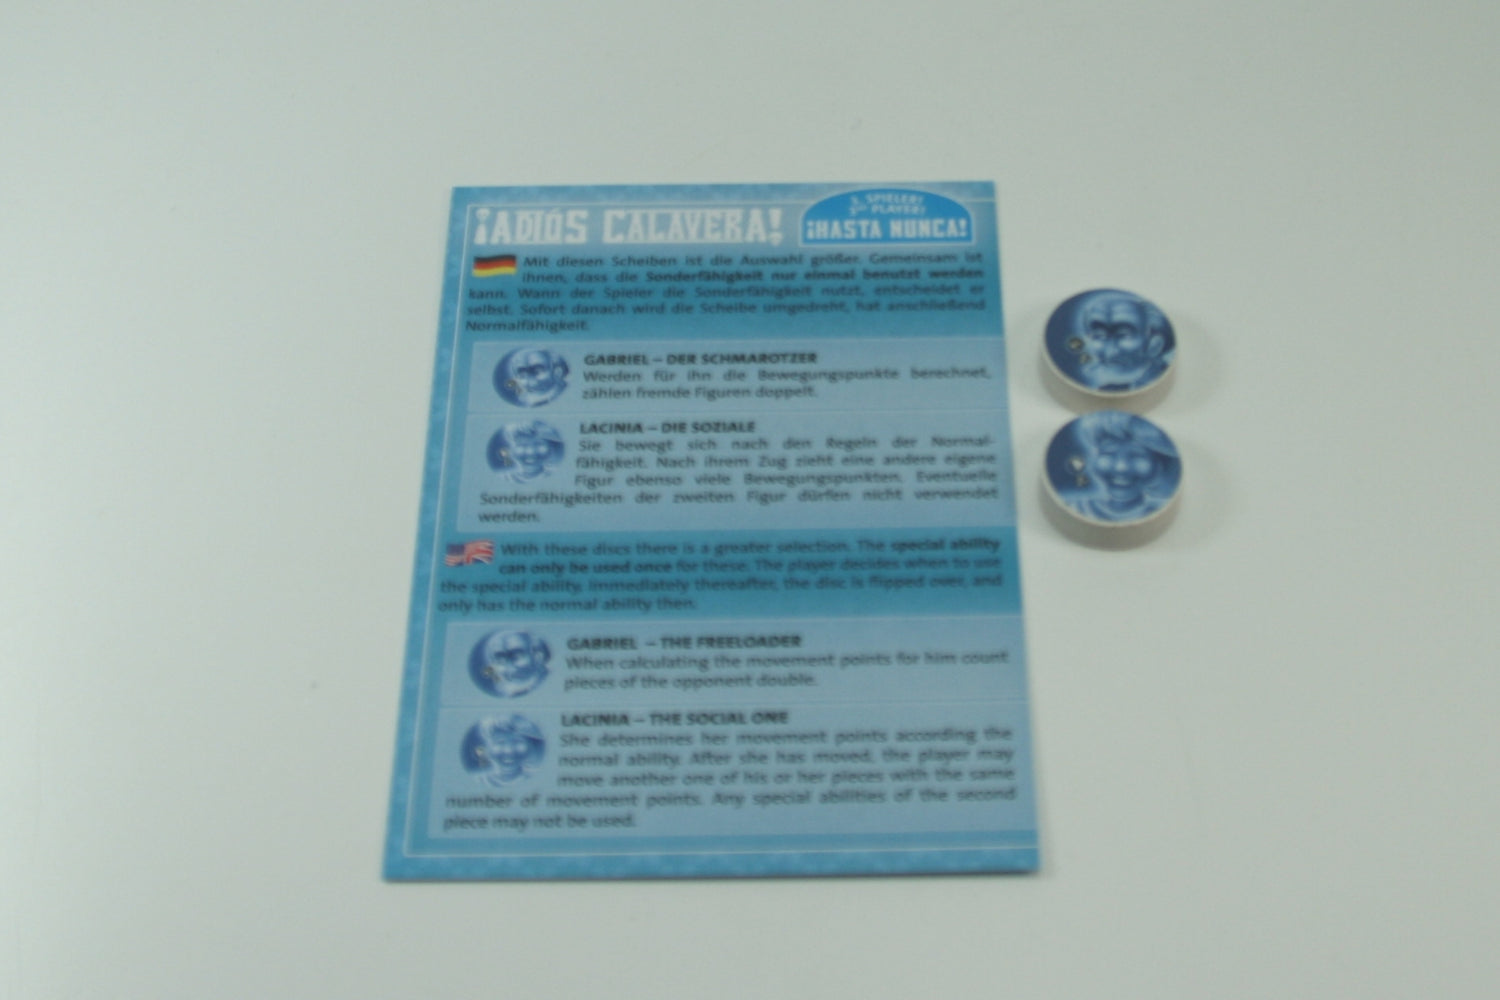 ¡ADIÓS CALAVERA!
3. SPIELER!
3RD PLAYER!
¡HASTA NUNCA!
Mit diesen Scheiben ist die Auswahl größer. Gemeinsam ist
ihnen, dass die Sonderfähigkeit nur einmal benutzt werden
kann. Wann der Spieler die Sonderfähigkeit nutzt, entscheidet er
selbst. Sofort danach wird die Scheibe umgedreht, hat anschließend
Normalfähigkeit.
GABRIEL – DER SCHMAROTZER
Werden für ihn die Bewegungspunkte berechnet,
zählen fremde Figuren doppelt.
LACINIA – DIE SOZIALE
Sie bewegt sich nach den Regeln der Normal-
fähigkeit. Nach ihrem Zug zieht eine andere eigene
Figur ebenso viele Bewegungspunkten. Eventuelle
Sonderfähigkeiten der zweiten Figur dürfen nicht verwendet
werden.
With these discs there is a greater selection. The special ability
can only be used once for these. The player decides when to use
the special ability. Immediately thereafter, the disc is flipped over, and
only has the normal ability then.
GABRIEL – THE FREELOADER
When calculating the movement points for him count
pieces of the opponent double.
LACINIA – THE SOCIAL ONE
She determines her movement points according the
normal ability. After she has moved, the player may
move another one of his or her pieces with the same
number of movement points. Any special abilities of the second
piece may not be used.